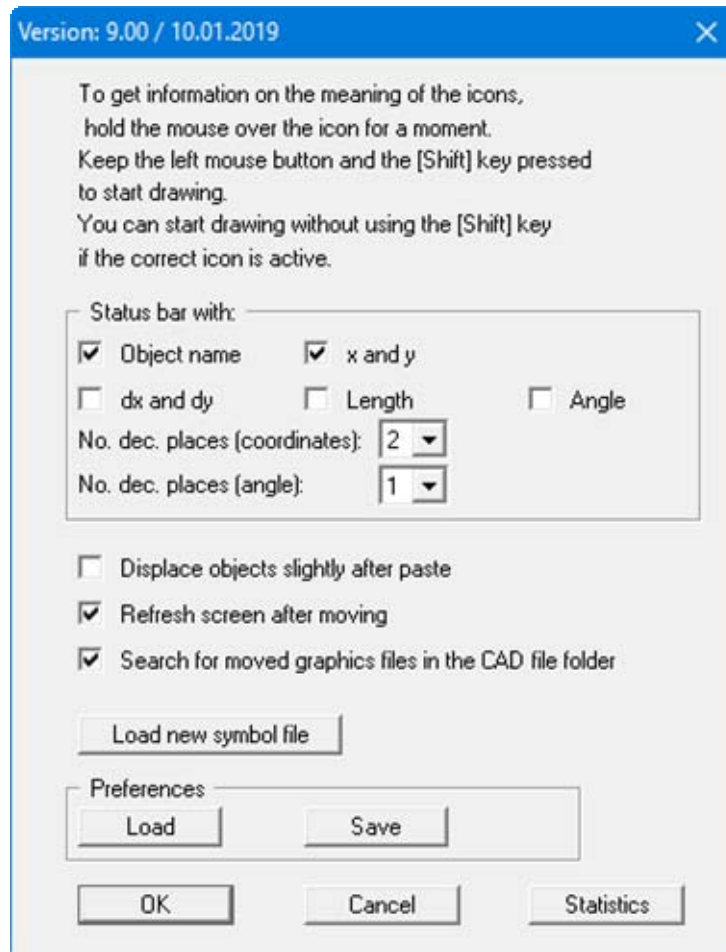 Version: 9.00 / 10.01.2019
To get information on the meaning of the icons,
hold the mouse over the icon for a moment.
Keep the left mouse button and the [Shift] key pressed
to start drawing.
You can start drawing without using the [Shift] key
if the correct icon is active.
Status bar with:
Object name x and y
dx and dy Length Angle
No. dec. places (coordinates): 2
No. dec. places (angle): 1
Displace objects slightly after paste
Refresh screen after moving
Search for moved graphics files in the CAD file folder
Load new symbol file
Preferences
Load Save
OK Cancel Statistics